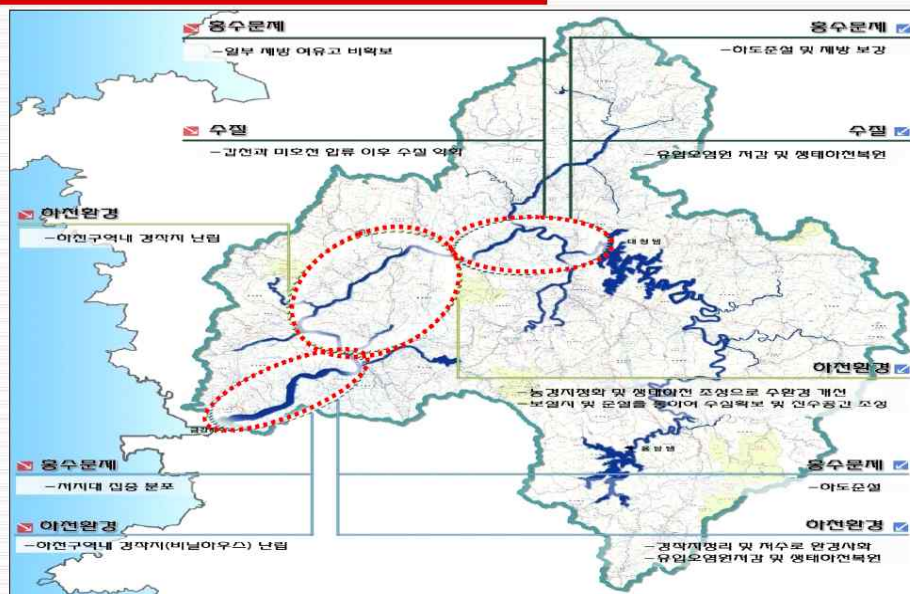 홍수문제
-일부 제방 여유고 미확보
홍수문제
-하도준설 및 제방 보강
수질
-갑천과 미호천 합류 이후 수질 악화
수질
-유입오염원 저감 및 생태하천복원
하천환경
-하천구역내 경작지 난립
대청댐
하천환경
-농경지정화 및 생태하천 조성으로 수환경 개선
-보설치 및 준설을 통하여 수심확보 및 친수공간 조성
용담댐
홍수문제
-저지대 집중 분포
홍수문제
-하도준설
하천환경
-하천구역내 경작지(비닐하우스) 난립
하천환경
-경작지정리 및 저수로 환경사화
-유입오염원저감 및 생태하천복원